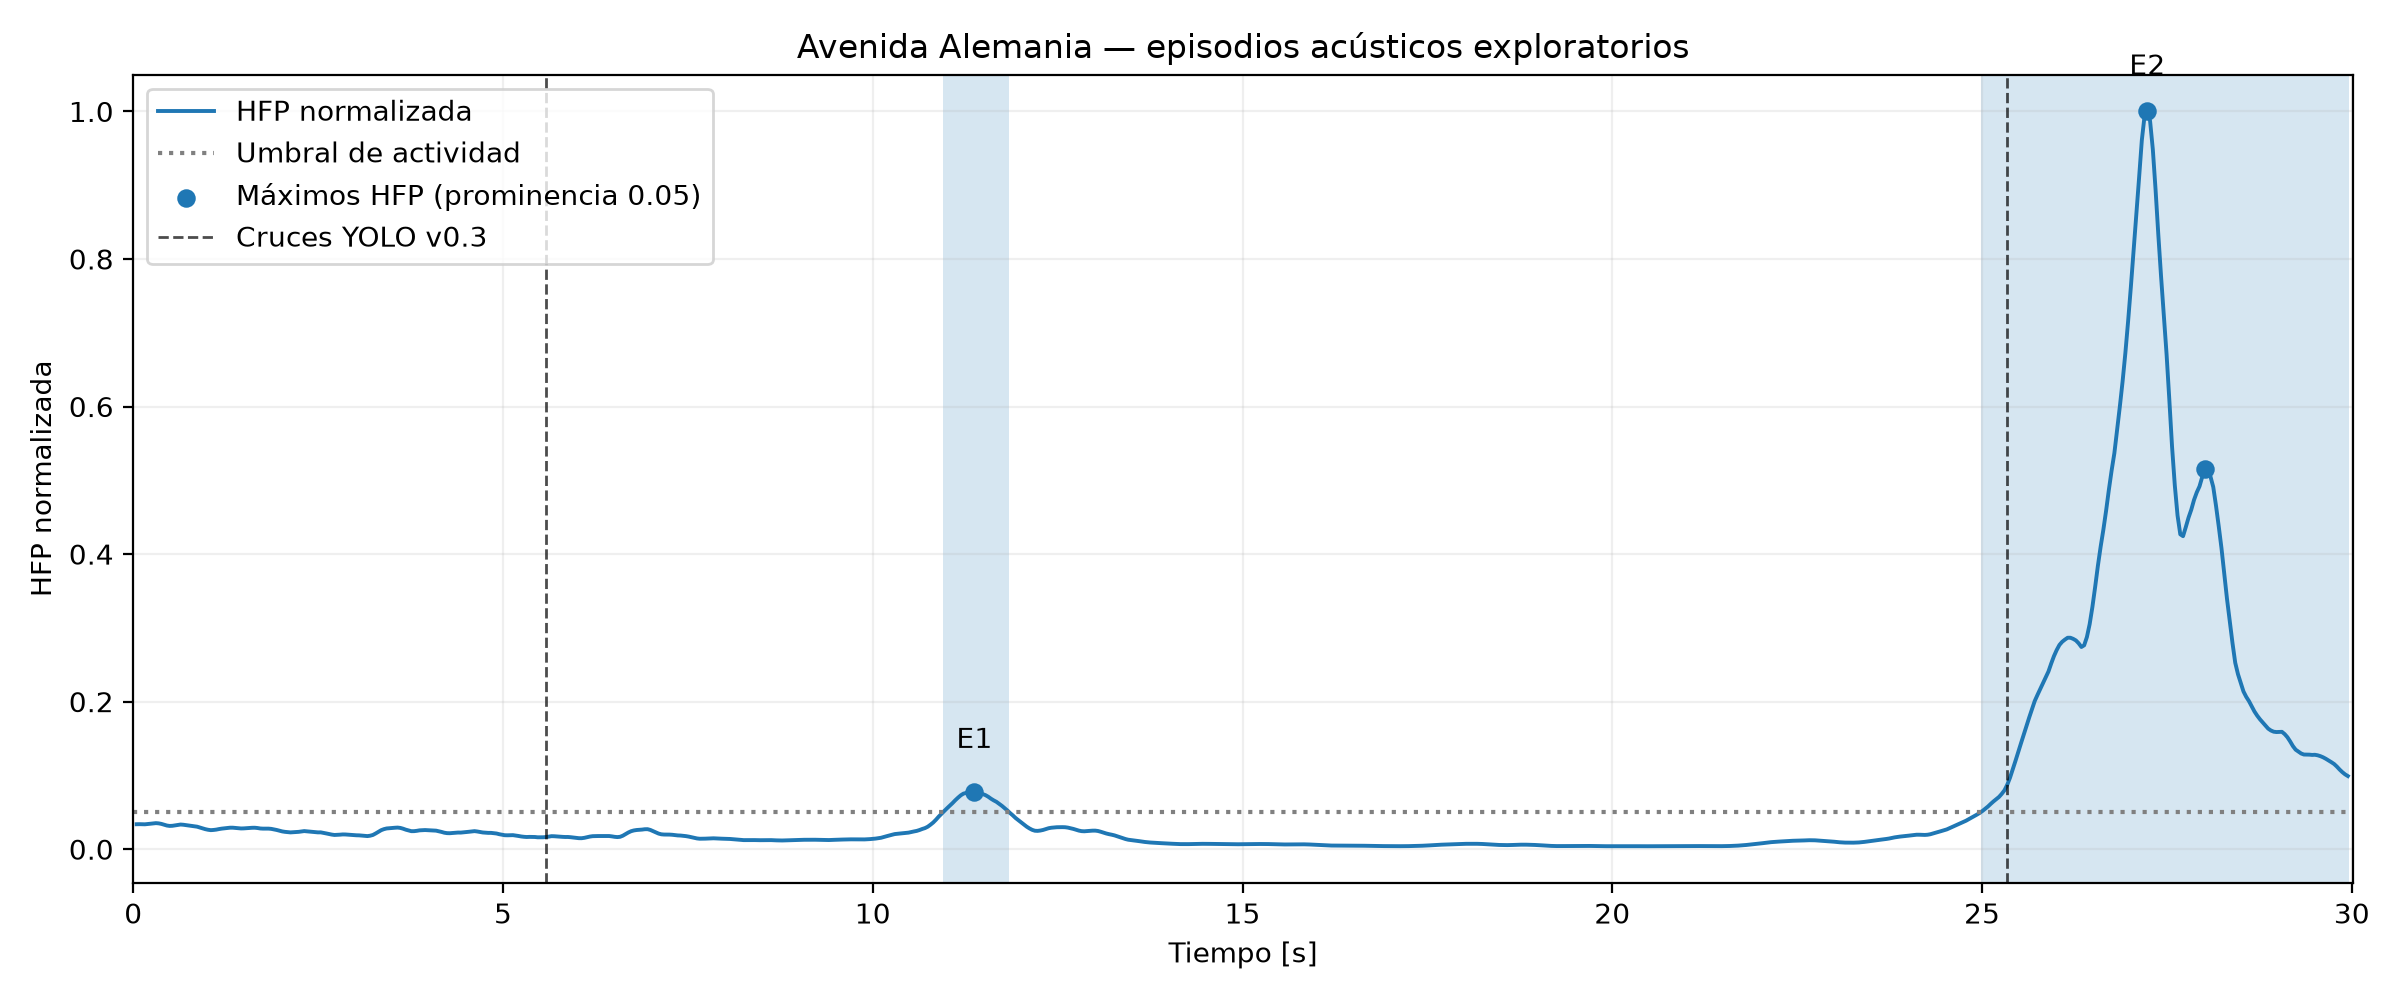 Avenida Alemania — episodios acústicos exploratorios
E2
HFP normalizada
Umbral de actividad
Máximos HFP (prominencia 0.05)
Cruces YOLO v0.3
HFP normalizada
1.0
0.8
0.6
0.4
0.2
0.0
E1
0 5 10 15 20 25 30
Tiempo [s]